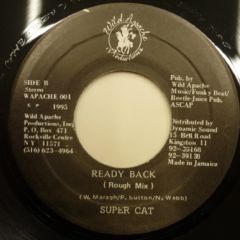 Wild Apache
Productions
SIDE B
Stereo
WAPACHE 001
℗ 1995
Wild Apache
Productions, Inc.
P.O. BOX 471
Rockville Centre
N Y 11571
(516) 623-4964
Pub. by
Wild Apache
Music/Funky Beat/
Beetle-Juice Pub.
ASCAP
Distributed by
Dynamic Sound
15 Bell Road
Kingston 11
92-39168
92-39138
Made in Jamaica
READY BACK
( Rough Mix )
(W. Maragh/P. Sutton/N. Webb)
SUPER CAT